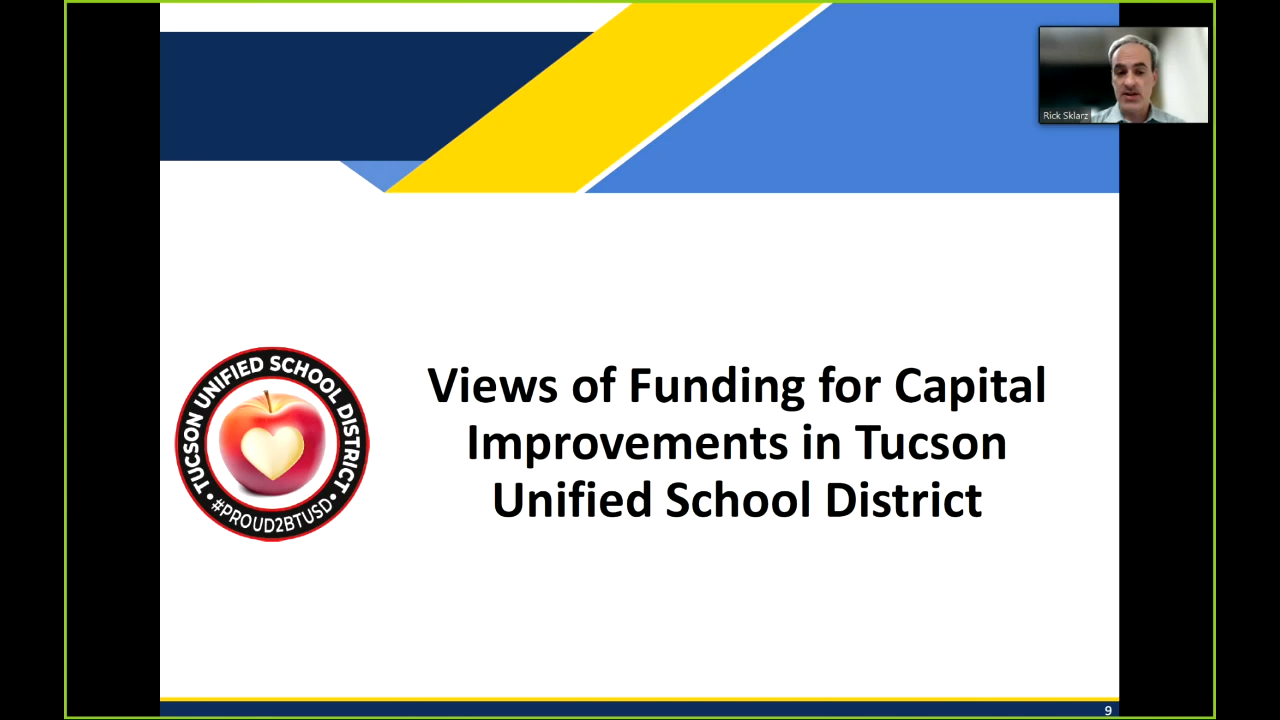 Rick Sklarz
TUCSON UNIFIED SCHOOL DISTRICT
#PROUD2BTUSD
Views of Funding for Capital
Improvements in Tucson
Unified School District
9